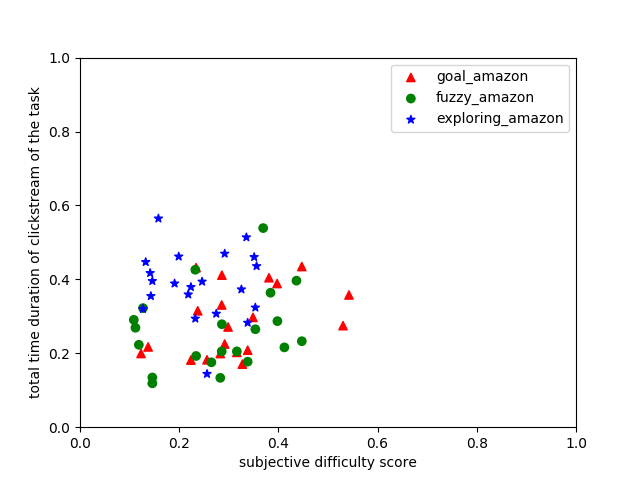 goal_amazon
fuzzy_amazon
exploring_amazon
total time duration of clickstream of the task
1.0
0.8
0.6
0.4
0.2
0.0
0.0 0.2 0.4 0.6 0.8 1.0
subjective difficulty score